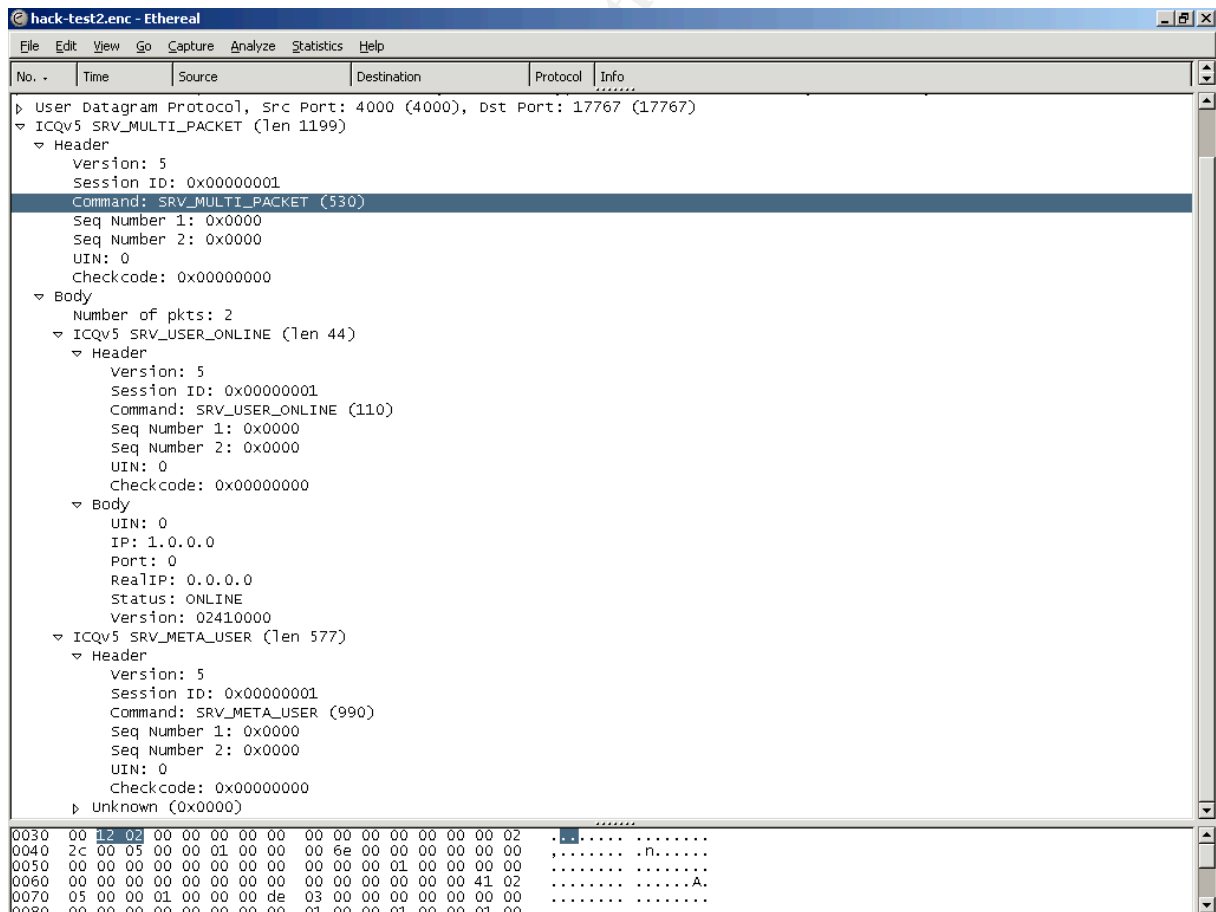 hack-test2.enc - Ethereal
File Edit View Go Capture Analyze Statistics Help
No. Time Source Destination Protocol Info
User Datagram Protocol, Src Port: 4000 (4000), Dst Port: 17767 (17767)
ICQv5 SRV_MULTI_PACKET (len 1199)
Header
Version: 5
Session ID: 0x00000001
Command: SRV_MULTI_PACKET (530)
Seq Number 1: 0x0000
Seq Number 2: 0x0000
UIN: 0
Checkcode: 0x00000000
Body
Number of pkts: 2
ICQv5 SRV_USER_ONLINE (len 44)
Header
Version: 5
Session ID: 0x00000001
Command: SRV_USER_ONLINE (110)
Seq Number 1: 0x0000
Seq Number 2: 0x0000
UIN: 0
Checkcode: 0x00000000
Body
UIN: 0
IP: 1.0.0.0
Port: 0
RealIP: 0.0.0.0
Status: ONLINE
Version: 02410000
ICQv5 SRV_META_USER (len 577)
Header
Version: 5
Session ID: 0x00000001
Command: SRV_META_USER (990)
Seq Number 1: 0x0000
Seq Number 2: 0x0000
UIN: 0
Checkcode: 0x00000000
Unknown (0x0000)
0030 00 12 02 00 00 00 00 00 00 00 00 00 00 00 00 02 ........ ........
0040 2c 00 05 00 00 01 00 00 00 6e 00 00 00 00 00 00 ,....... .n......
0050 00 00 00 00 00 00 00 00 00 00 00 01 00 00 00 00 ........ ........
0060 00 00 00 00 00 00 00 00 00 00 00 00 00 00 41 02 ........ ......A.
0070 05 00 00 01 00 00 00 de 03 00 00 00 00 00 00 00 ........ ........